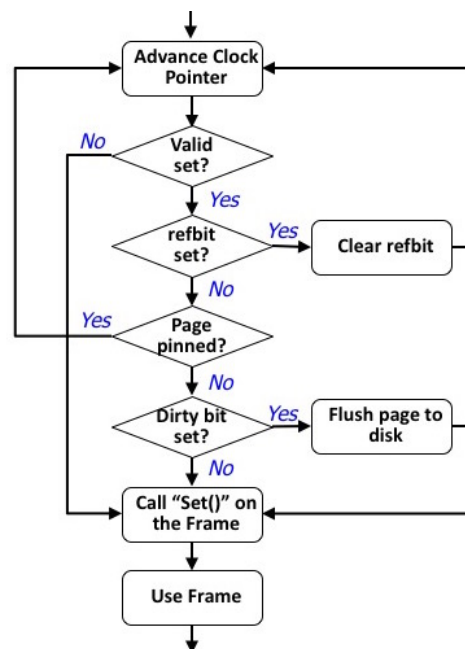 Advance Clock
Pointer
No
Valid
set?
Yes
refbit
set?
Yes
Clear refbit
No
Yes
Page
pinned?
No
Dirty bit
set?
Yes
Flush page to
disk
No
Call “Set()” on
the Frame
Use Frame